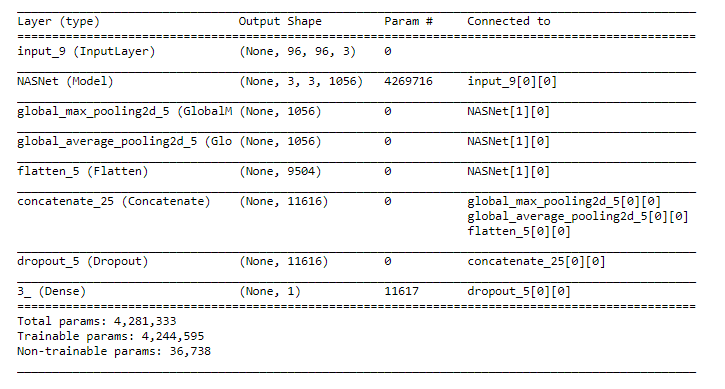 Layer (type) Output Shape Param # Connected to
input_9 (InputLayer) (None, 96, 96, 3) 0
NASNet (Model) (None, 3, 3, 1056) 4269716 input_9[0][0]
global_max_pooling2d_5 (GlobalM (None, 1056) 0 NASNet[1][0]
global_average_pooling2d_5 (Glo (None, 1056) 0 NASNet[1][0]
flatten_5 (Flatten) (None, 9504) 0 NASNet[1][0]
concatenate_25 (Concatenate) (None, 11616) 0 global_max_pooling2d_5[0][0]
global_average_pooling2d_5[0][0]
flatten_5[0][0]
dropout_5 (Dropout) (None, 11616) 0 concatenate_25[0][0]
3_ (Dense) (None, 1) 11617 dropout_5[0][0]
Total params: 4,281,333
Trainable params: 4,244,595
Non-trainable params: 36,738